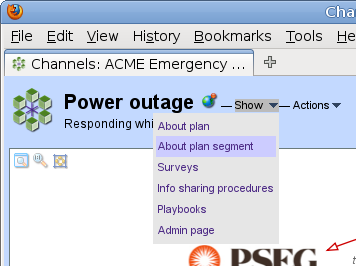 Cha
File Edit View History Bookmarks Tools He
Channels: ACME Emergency ...
Power outage — Show — Actions
Responding whi
About plan
About plan segment
Surveys
Info sharing procedures
Playbooks
Admin page
PSEG